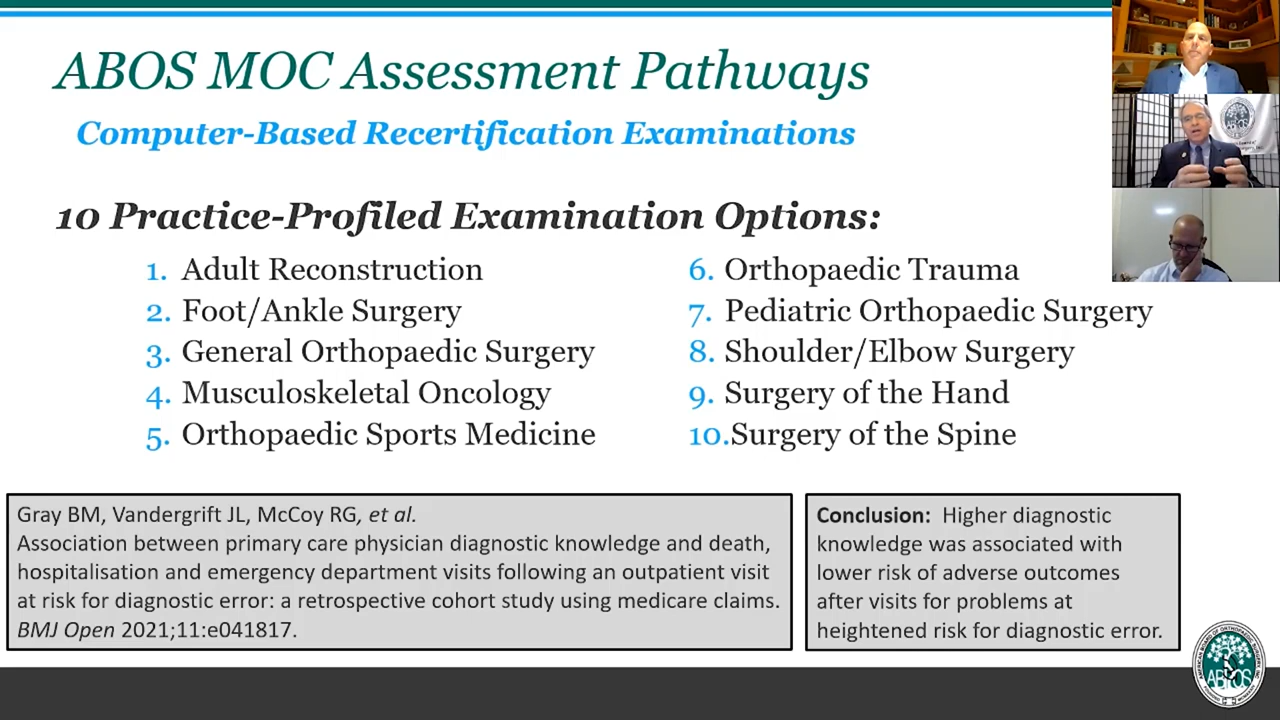 ABOS MOC Assessment Pathways
Computer-Based Recertification Examinations
10 Practice-Profiled Examination Options:
1. Adult Reconstruction
2. Foot/Ankle Surgery
3. General Orthopaedic Surgery
4. Musculoskeletal Oncology
5. Orthopaedic Sports Medicine
6. Orthopaedic Trauma
7. Pediatric Orthopaedic Surgery
8. Shoulder/Elbow Surgery
9. Surgery of the Hand
10.Surgery of the Spine
Gray BM, Vandergrift JL, McCoy RG, et al.
Association between primary care physician diagnostic knowledge and death,
hospitalisation and emergency department visits following an outpatient visit
at risk for diagnostic error: a retrospective cohort study using medicare claims.
BMJ Open 2021;11:e041817.
Conclusion: Higher diagnostic
knowledge was associated with
lower risk of adverse outcomes
after visits for problems at
heightened risk for diagnostic error.
ABOS